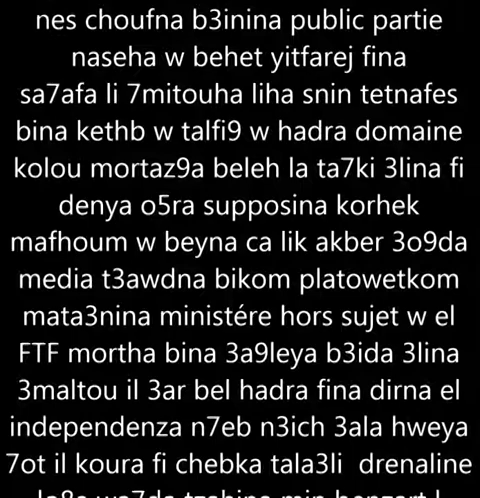 nes choufna b3inina public partie
naseha w behet yitfarej fina
sa7afa li 7mitouha liha snin tetnafes
bina kethb w talfi9 w hadra domaine
kolou mortaz9a beleh la ta7ki 3lina fi
denya o5ra supposina korhek
mafhoum w beyna ca lik akber 3o9da
media t3awdna bikom platowetkom
mata3nina ministére hors sujet w el
FTF mortha bina 3a9leya b3ida 3lina
3maltou il 3ar bel hadra fina dirna el
independenza n7eb n3ich 3ala hweya
7ot il koura fi chebka tala3li drenaline